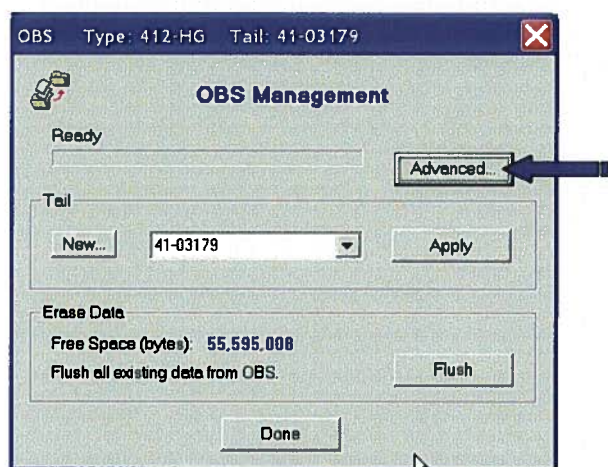 OBS Type: 412-HG Tail: 41-03179
OBS Management
Ready
Advanced...
Tail
New...
41-03179
Apply
Erase Data
Free Space (bytes): 55,595,008
Flush all existing data from OBS.
Flush
Done